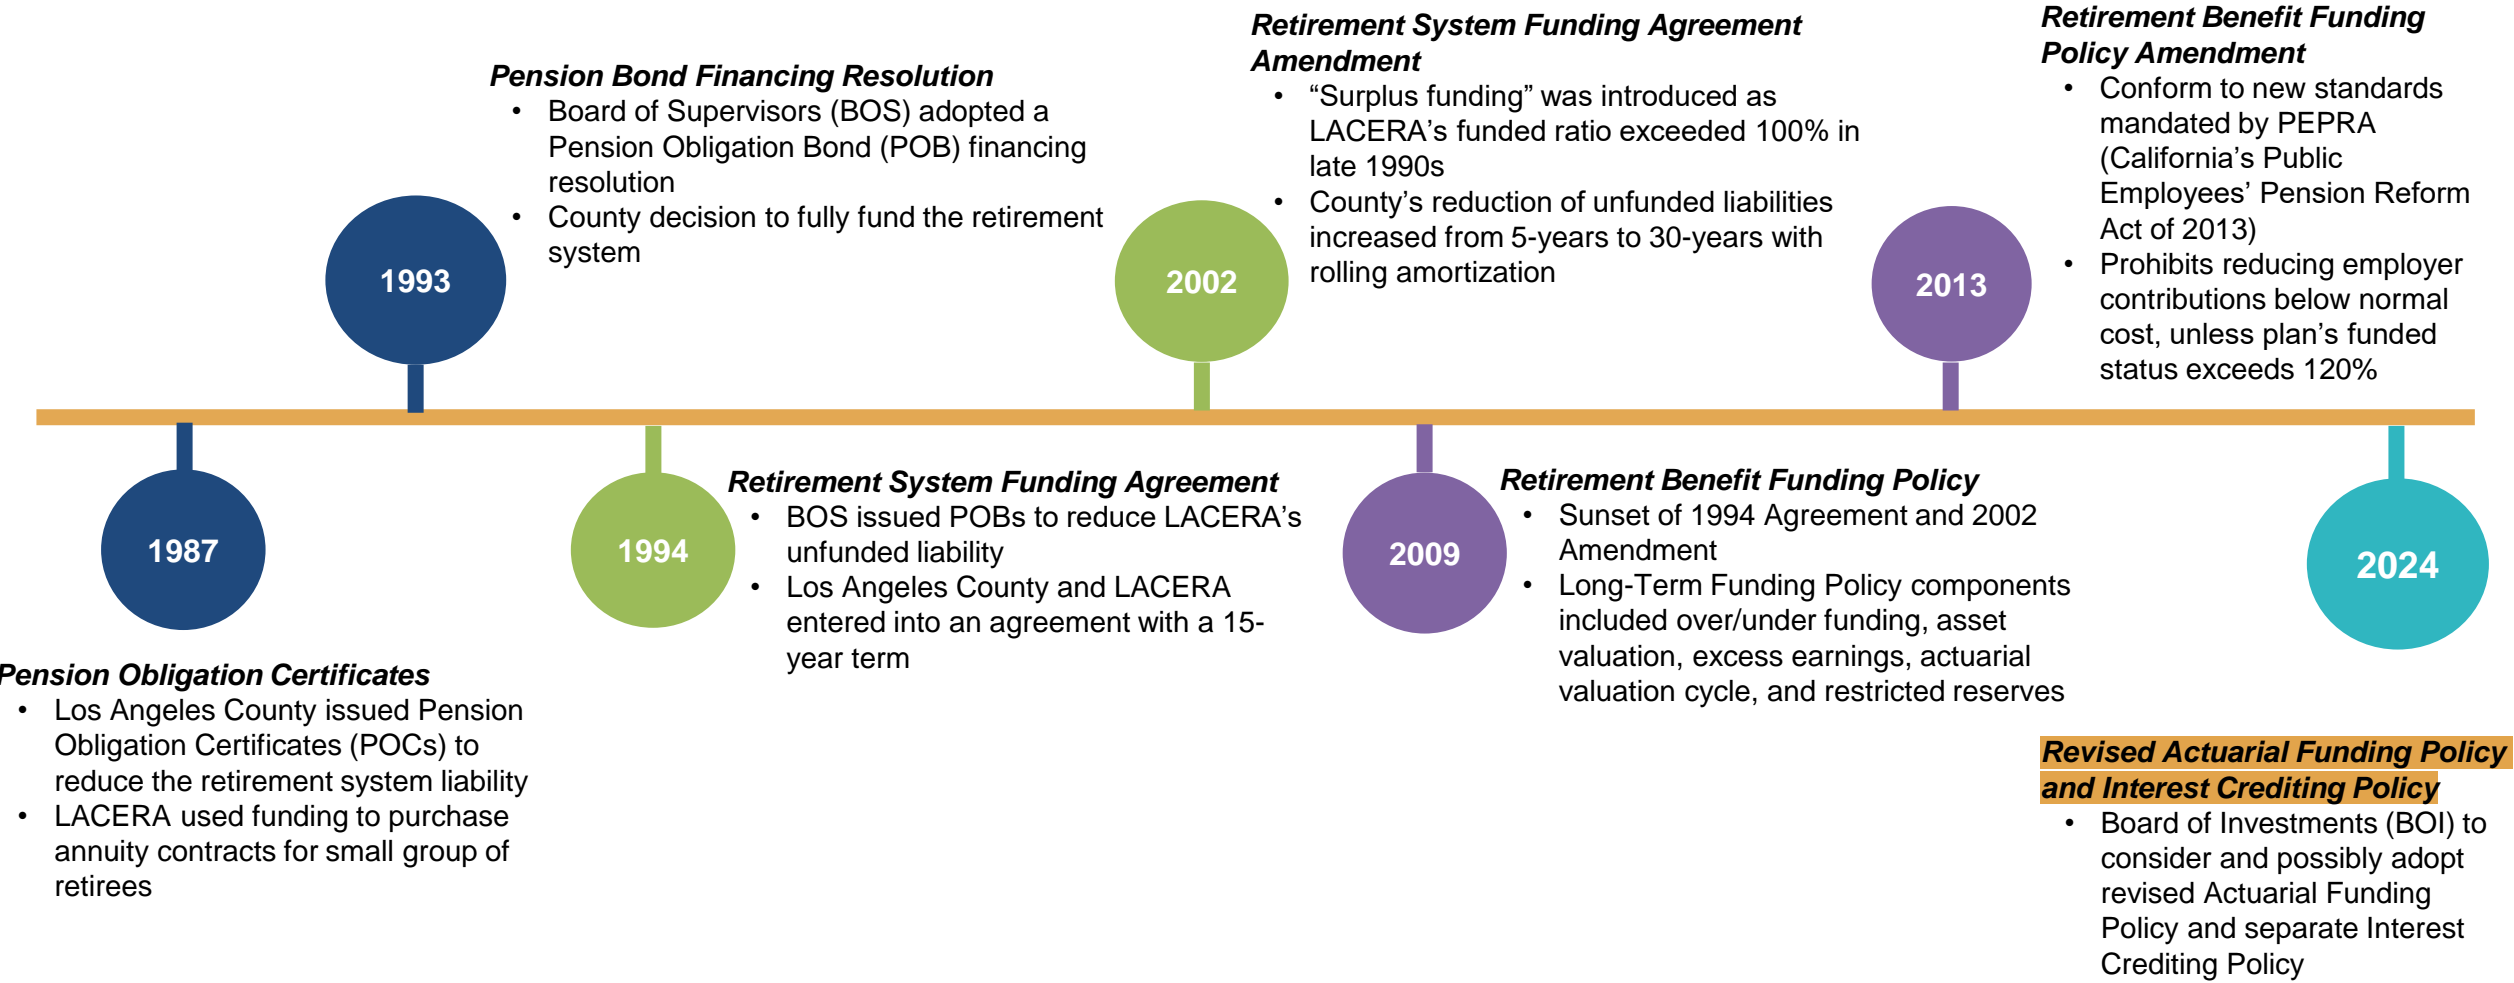 Pension Bond Financing Resolution
• Board of Supervisors (BOS) adopted a
Pension Obligation Bond (POB) financing
resolution
• County decision to fully fund the retirement
system
1993
Retirement System Funding Agreement
Amendment
• “Surplus funding” was introduced as
LACERA’s funded ratio exceeded 100% in
late 1990s
• County’s reduction of unfunded liabilities
increased from 5-years to 30-years with
rolling amortization
2002
Retirement Benefit Funding
Policy Amendment
• Conform to new standards
mandated by PEPRA
(California’s Public
Employees’ Pension Reform
Act of 2013)
• Prohibits reducing employer
contributions below normal
cost, unless plan’s funded
status exceeds 120%
2013
1987
Pension Obligation Certificates
• Los Angeles County issued Pension
Obligation Certificates (POCs) to
reduce the retirement system liability
• LACERA used funding to purchase
annuity contracts for small group of
retirees
1994
Retirement System Funding Agreement
• BOS issued POBs to reduce LACERA’s
unfunded liability
• Los Angeles County and LACERA
entered into an agreement with a 15-
year term
2009
Retirement Benefit Funding Policy
• Sunset of 1994 Agreement and 2002
Amendment
• Long-Term Funding Policy components
included over/under funding, asset
valuation, excess earnings, actuarial
valuation cycle, and restricted reserves
2024
Revised Actuarial Funding Policy
and Interest Crediting Policy
• Board of Investments (BOI) to
consider and possibly adopt
revised Actuarial Funding
Policy and separate Interest
Crediting Policy